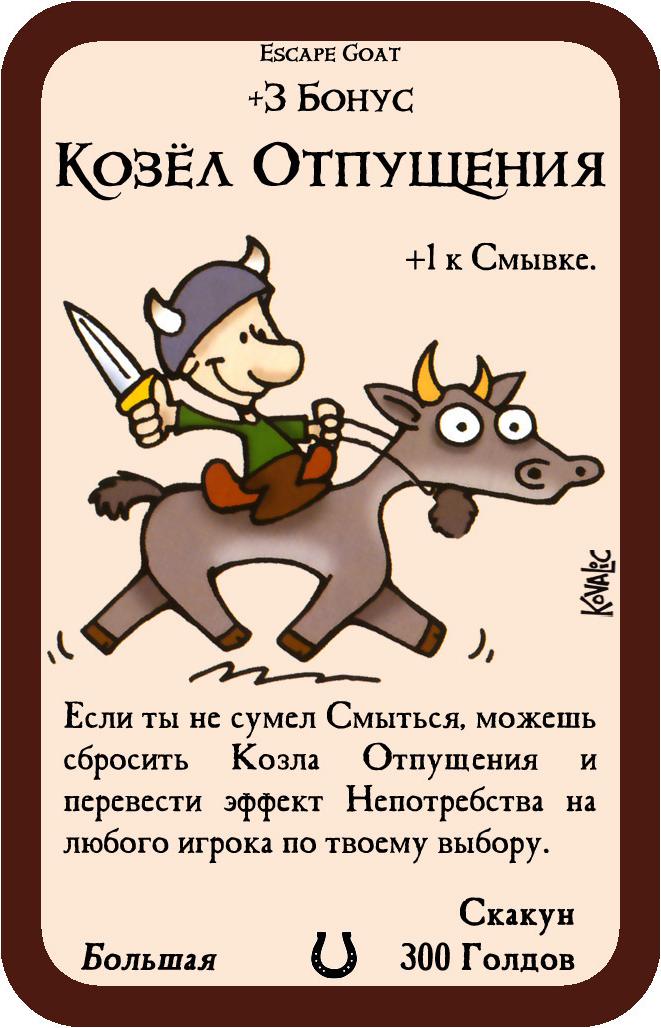 Escape Goat
+3 Бонус
Козёл Отпущения
+1 к Смывке.
Kovalic
Если ты не сумел Смыться, можешь
сбросить Козла Отпущения и
перевести эффект Непотребства на
любого игрока по твоему выбору.
Скакун
Большая 300 Голдов